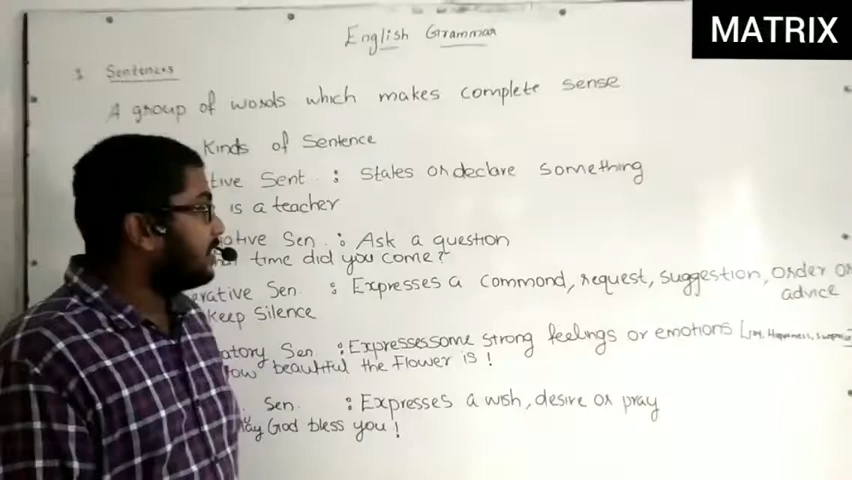 MATRIX
English Grammar
1 Sentences
A group of words which makes complete sense
Kinds of Sentence
tive Sent : States or declare something
is a teacher
ative Sen : Ask a question
time did you come?
erative Sen : Expresses a commond, request, suggestion, order or
advice
keep Silence
atory Sen : Expresses some strong feelings or emotions [joy, Happiness,
How beautiful the Flower is!
Sen. : Expresses a wish, desire or pray
May God bless you!